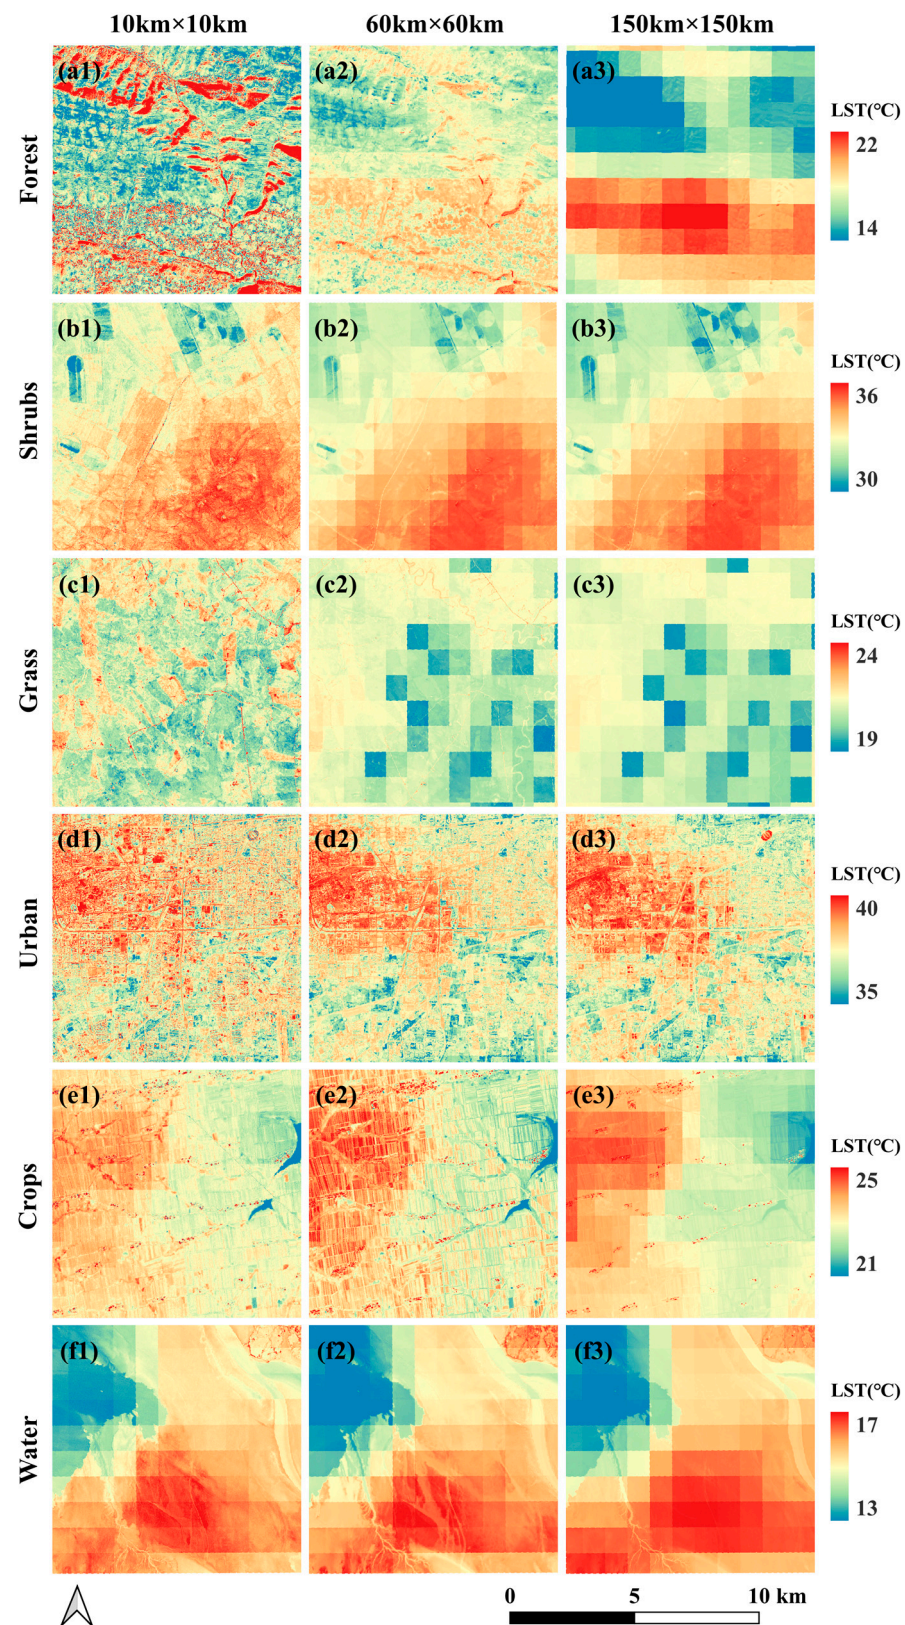 10km×10km 60km×60km 150km×150km
Forest
(a1) (a2) (a3)
LST(°C)
22
14
Shrubs
(b1) (b2) (b3)
LST(°C)
36
30
Grass
(c1) (c2) (c3)
LST(°C)
24
19
Urban
(d1) (d2) (d3)
LST(°C)
40
35
Crops
(e1) (e2) (e3)
LST(°C)
25
21
Water
(f1) (f2) (f3)
LST(°C)
17
13
0 5 10 km